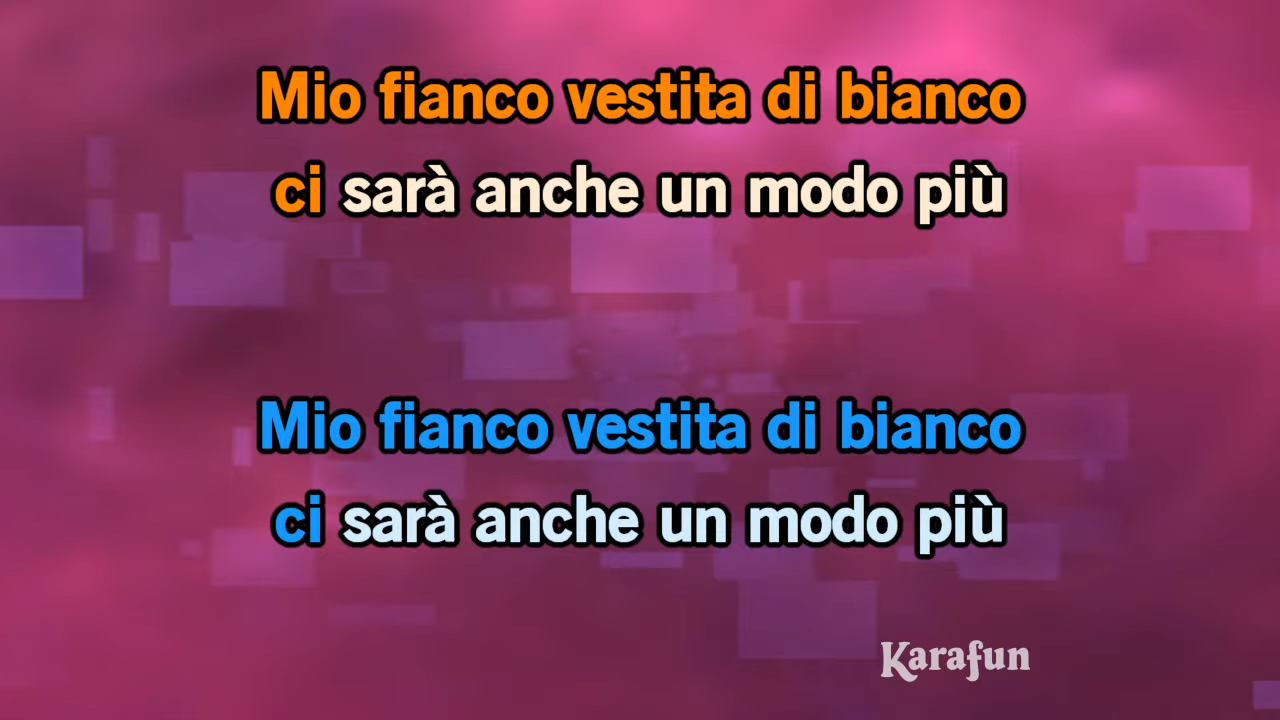 Mio fianco vestita di bianco
ci sarà anche un modo più
Mio fianco vestita di bianco
ci sarà anche un modo più
Karafun